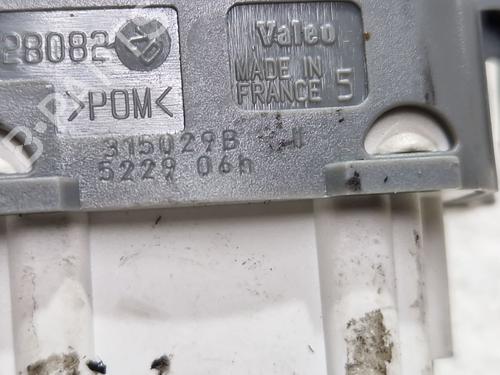 28082
>POM<
Valeo
MADE IN
FRANCE 5
315029B
5229 06h